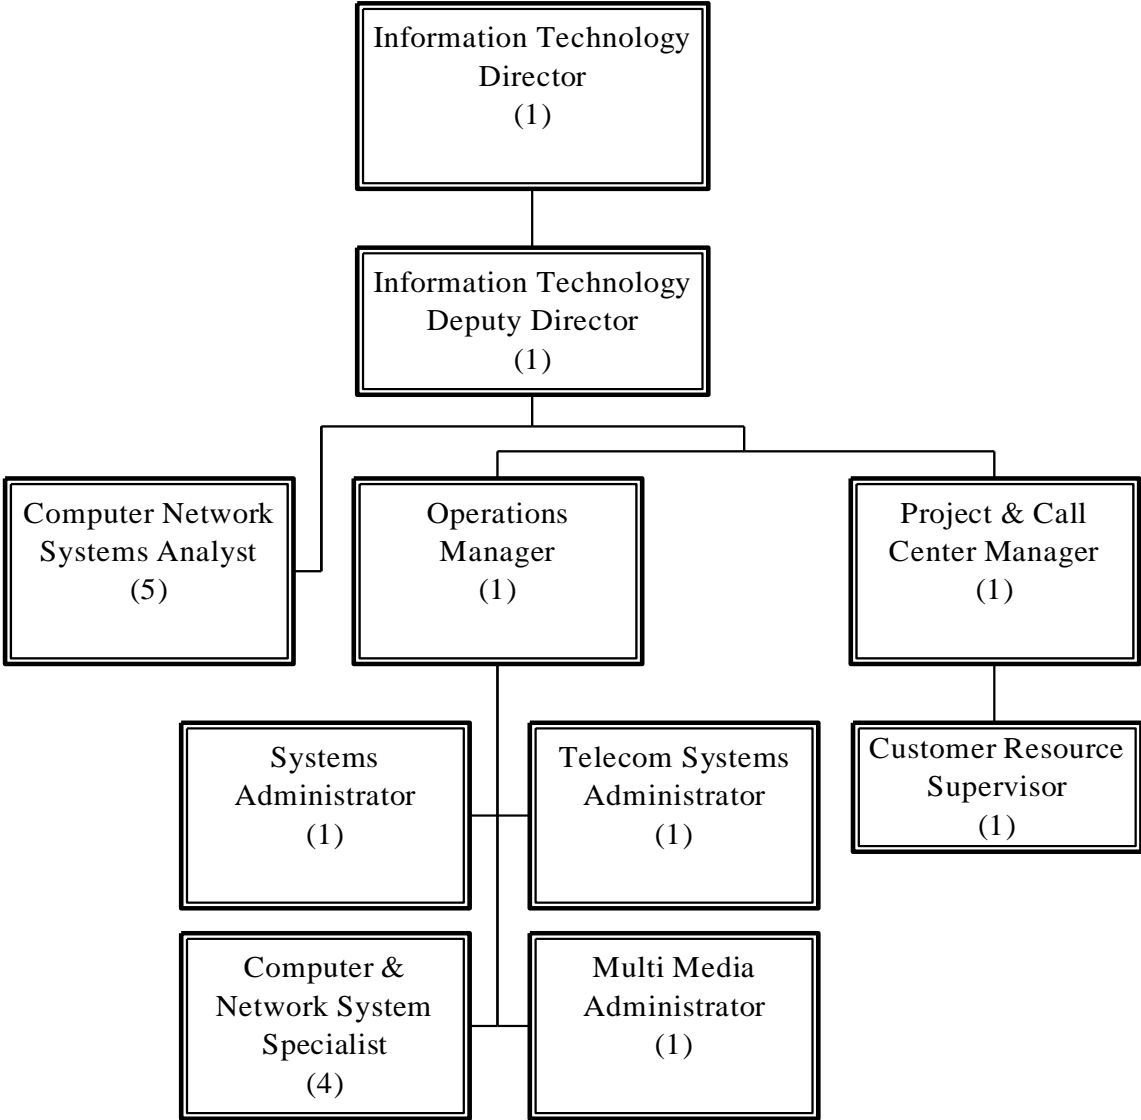 Information Technology
Director
(1)
Information Technology
Deputy Director
(1)
Computer Network
Systems Analyst
(5)
Operations
Manager
(1)
Project & Call
Center Manager
(1)
Systems
Administrator
(1)
Telecom Systems
Administrator
(1)
Customer Resource
Supervisor
(1)
Computer &
Network System
Specialist
(4)
Multi Media
Administrator
(1)